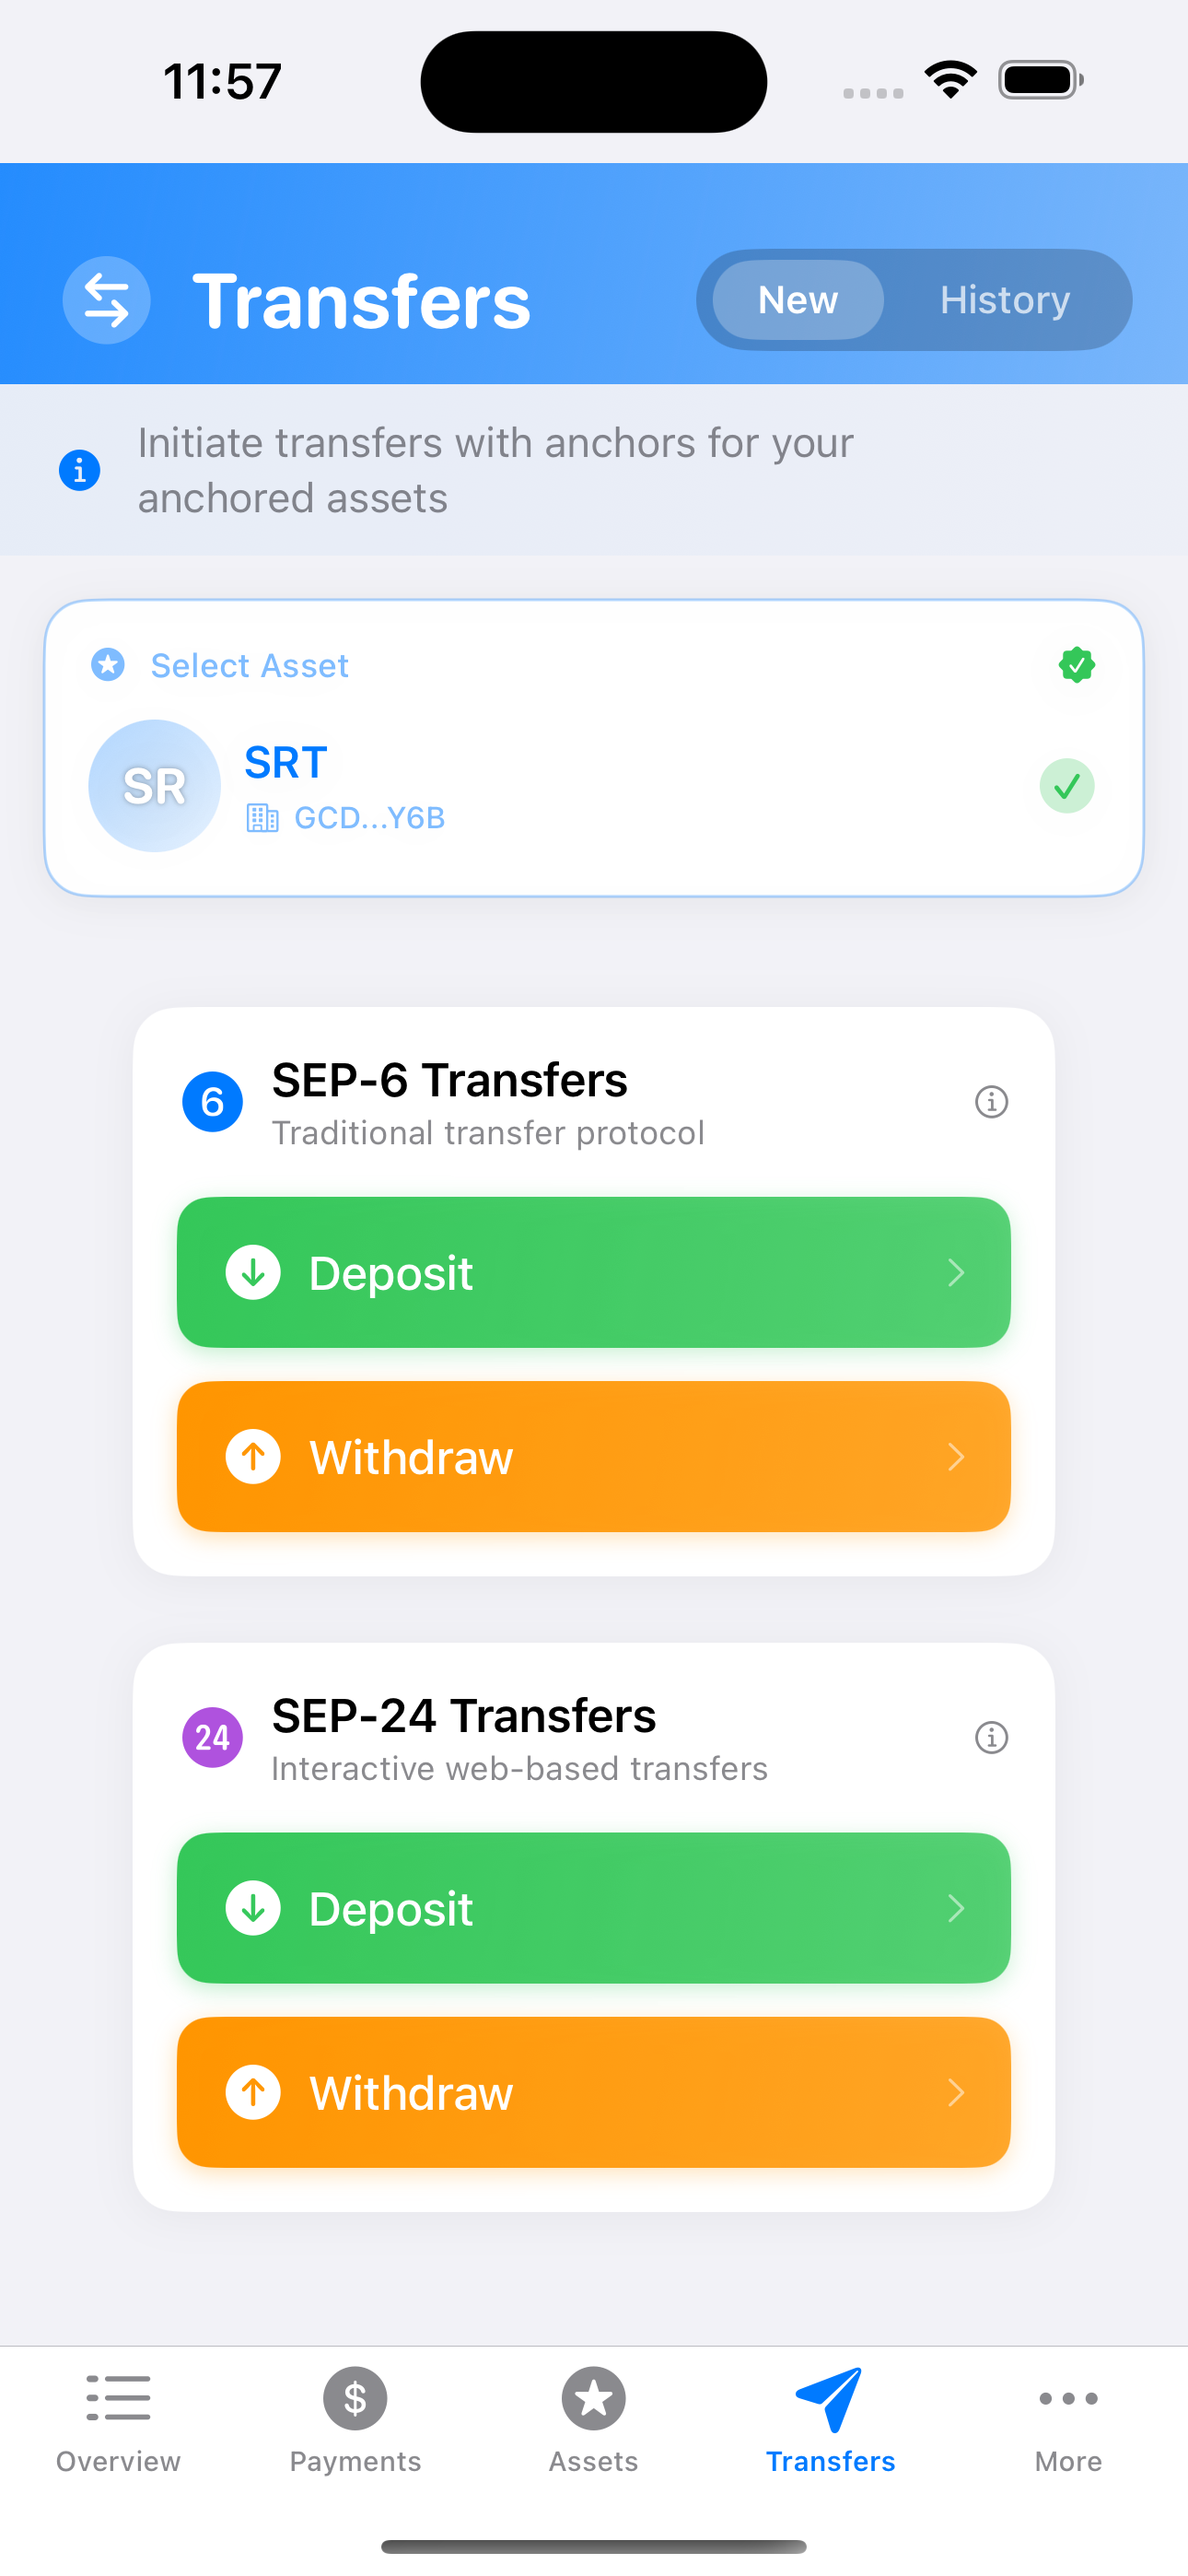 11:57
Transfers
New
History
Initiate transfers with anchors for your
anchored assets
Select Asset
SR
SRT
GCD...Y6B
6
SEP-6 Transfers
Traditional transfer protocol
Deposit
Withdraw
24
SEP-24 Transfers
Interactive web-based transfers
Deposit
Withdraw
Overview
Payments
Assets
Transfers
More